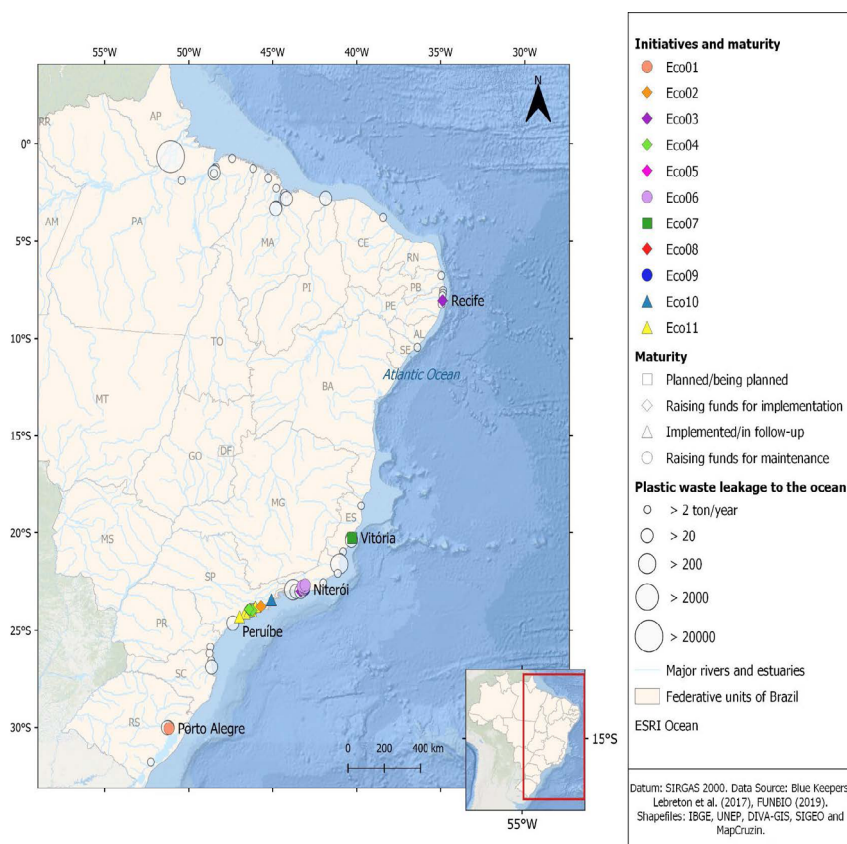 55°W
50°W
45°W
40°W
35°W
30°W
N
0°
5°S
10°S
15°S
20°S
25°S
30°S
RR
AP
AM
PA
MA
CE
RN
PB
PE
AL
SE
PI
TO
BA
MT
GO
DF
MG
ES
MS
SP
PR
SC
RS
Recife
Atlantic Ocean
Vitória
Niterói
Peruíbe
Porto Alegre
0 200 400 km
15°S
55°W
Initiatives and maturity
Eco01
Eco02
Eco03
Eco04
Eco05
Eco06
Eco07
Eco08
Eco09
Eco10
Eco11
Maturity
Planned/being planned
Raising funds for implementation
Implemented/in follow-up
Raising funds for maintenance
Plastic waste leakage to the ocean
> 2 ton/year
> 20
> 200
> 2000
> 20000
Major rivers and estuaries
Federative units of Brazil
ESRI Ocean
Datum: SIRGAS 2000. Data Source: Blue Keepers
Lebreton et al. (2017), FUNBIO (2019).
Shapefiles: IBGE, UNEP, DIVA-GIS, SIGEO and
MapCruzin.